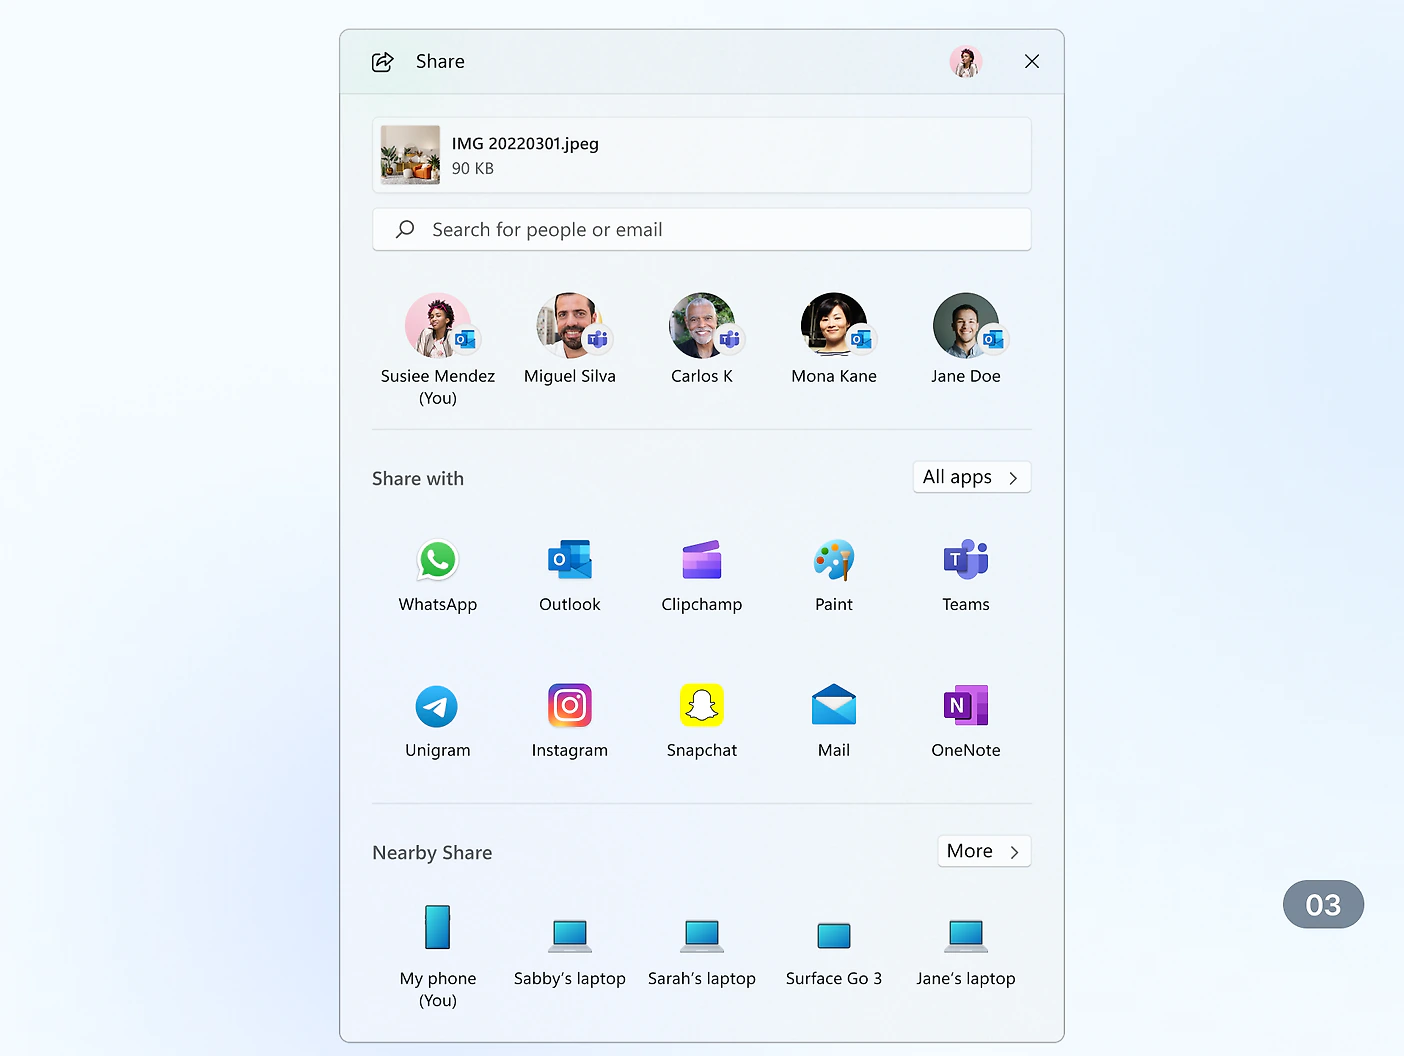 Share
IMG 20220301.jpeg
90 KB
Search for people or email
Susiee Mendez
(You)
Miguel Silva
Carlos K
Mona Kane
Jane Doe
Share with
All apps
WhatsApp
Outlook
Clipchamp
Paint
Teams
Unigram
Instagram
Snapchat
Mail
OneNote
Nearby Share
More
My phone
(You)
Sabby's laptop
Sarah's laptop
Surface Go 3
Jane's laptop
03